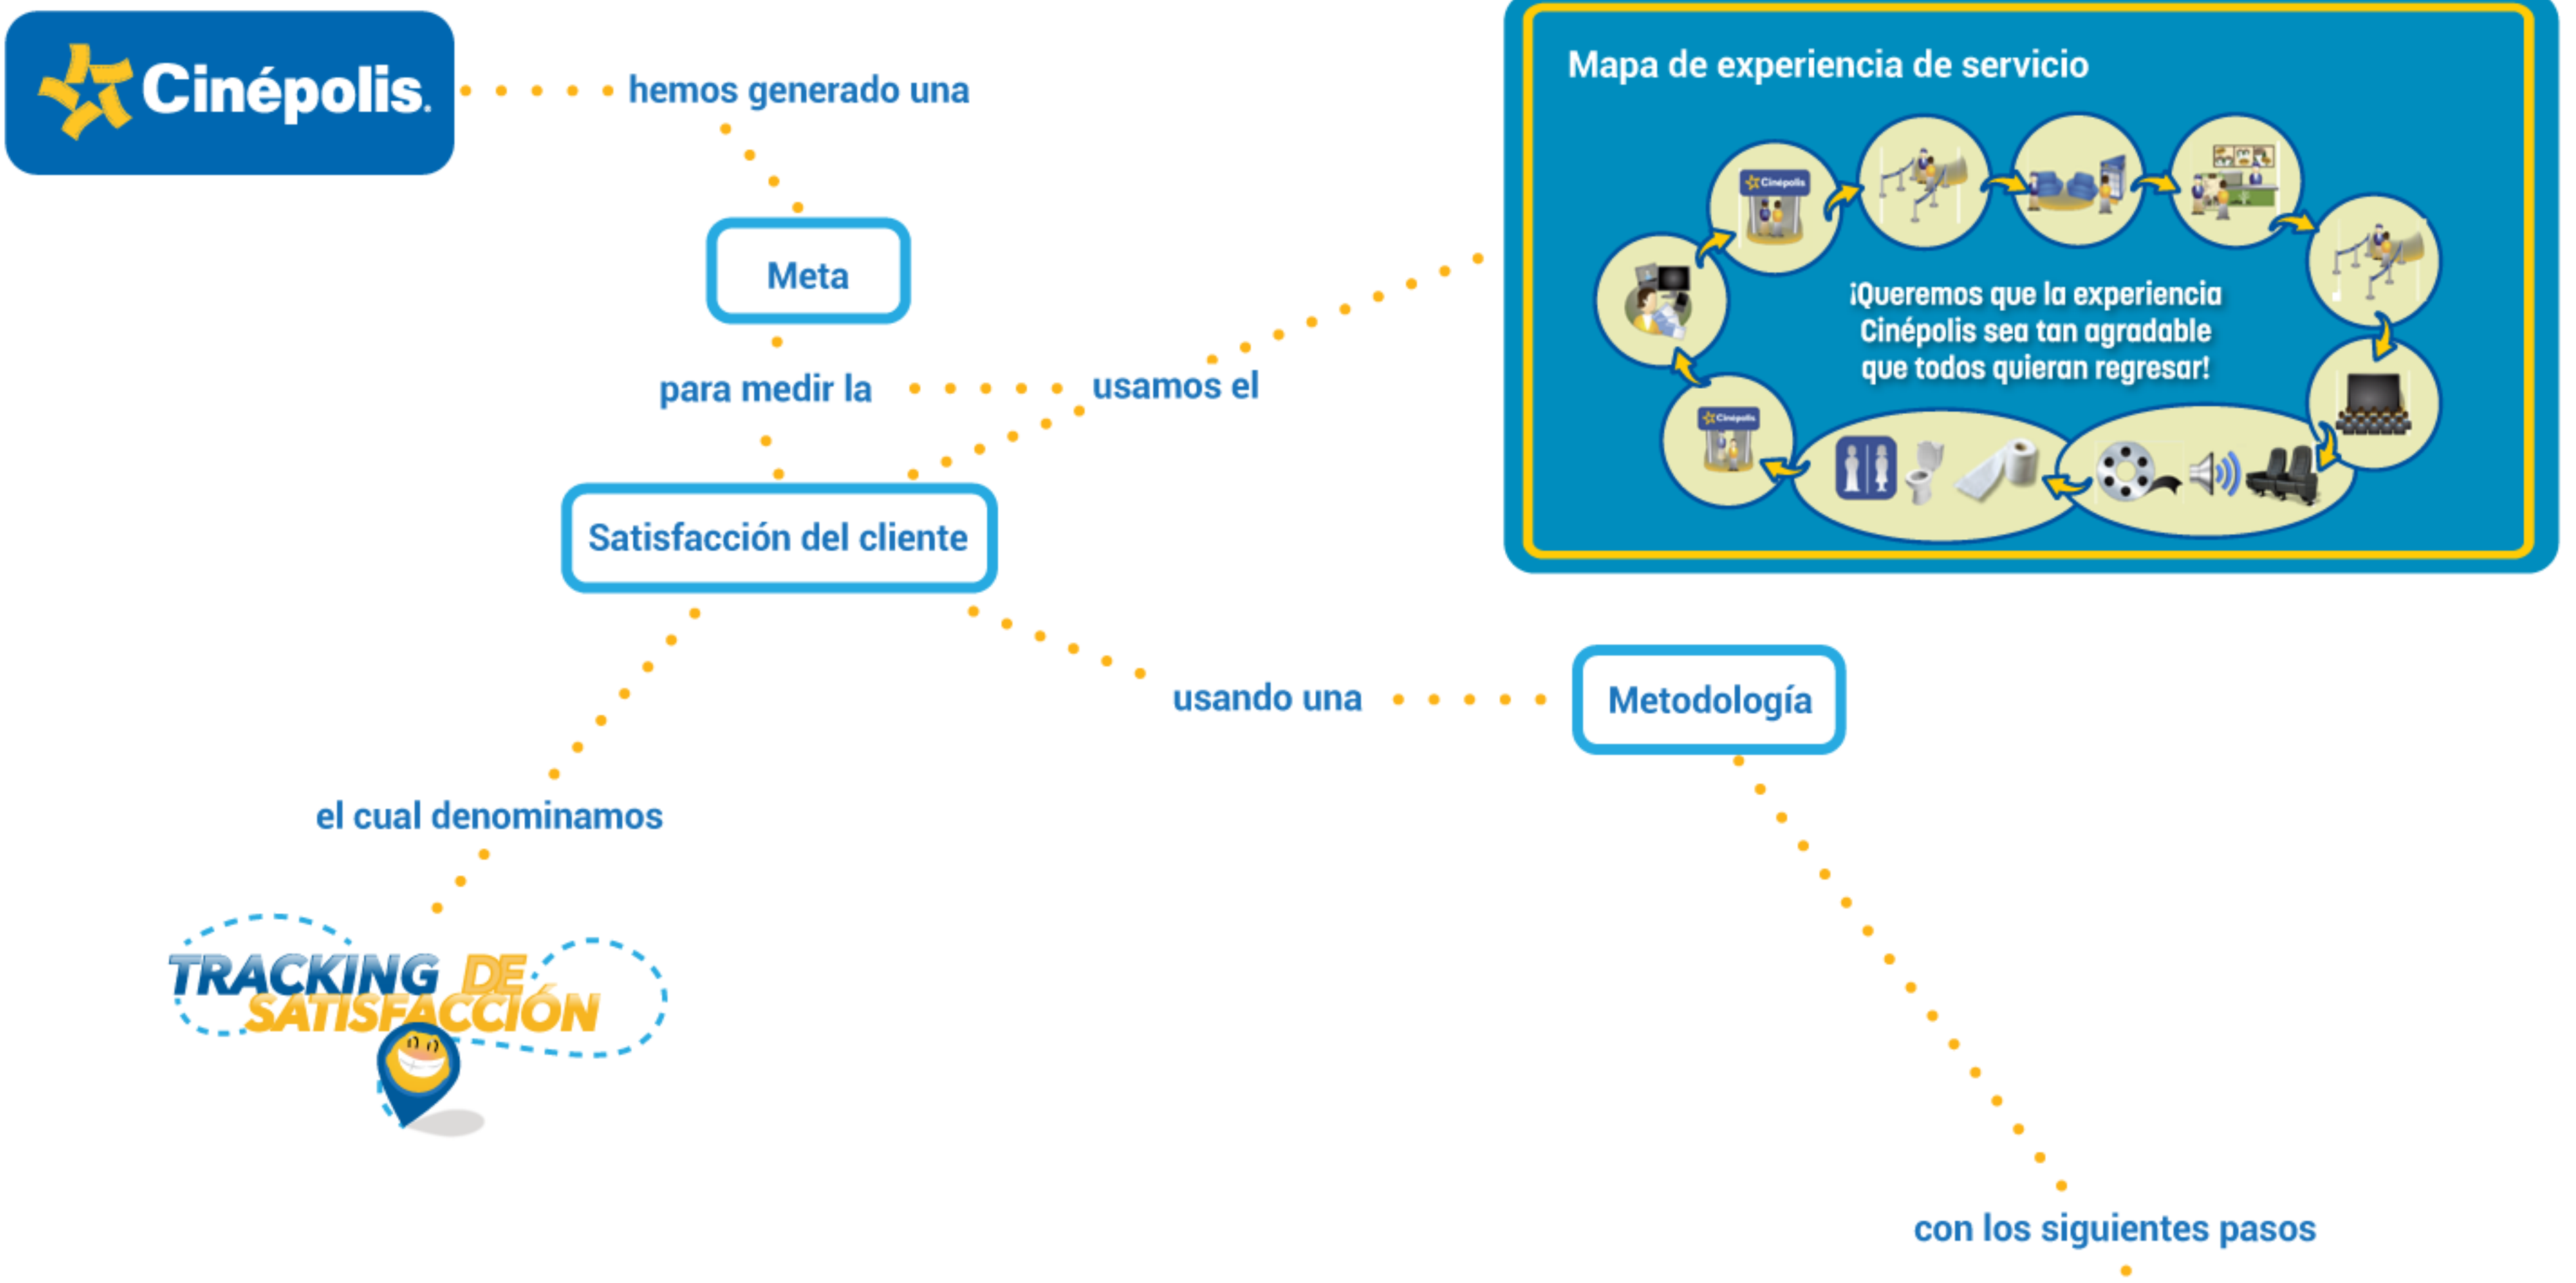 Cinépolis.
hemos generado una
Meta
para medir la
usamos el
Satisfacción del cliente
Mapa de experiencia de servicio
Cinépolis
¡Queremos que la experiencia
Cinépolis sea tan agradable
que todos quieran regresar!
Cinépolis
usando una
Metodología
el cual denominamos
TRACKING DE
SATISFACCIÓN
con los siguientes pasos